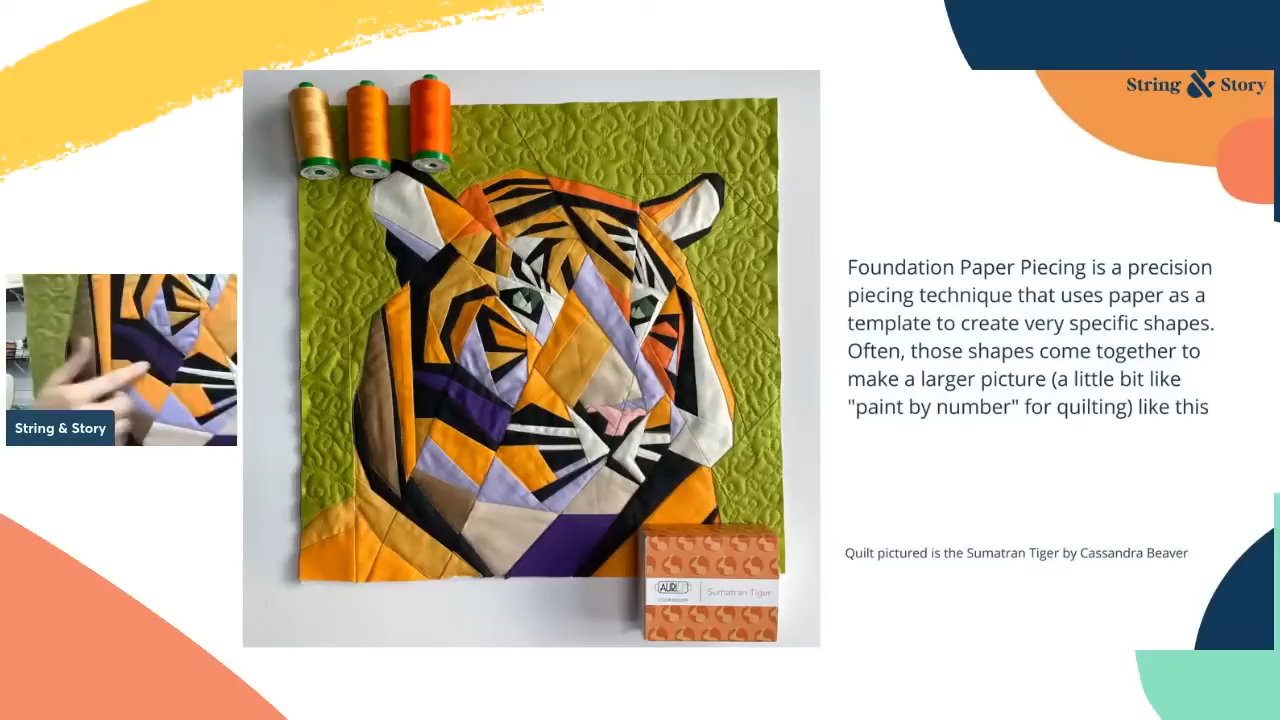 String & Story
Foundation Paper Piecing is a precision
piecing technique that uses paper as a
template to create very specific shapes.
Often, those shapes come together to
make a larger picture (a little bit like
"paint by number" for quilting) like this
String & Story
Quilt pictured is the Sumatran Tiger by Cassandra Beaver
Sumatran Tiger